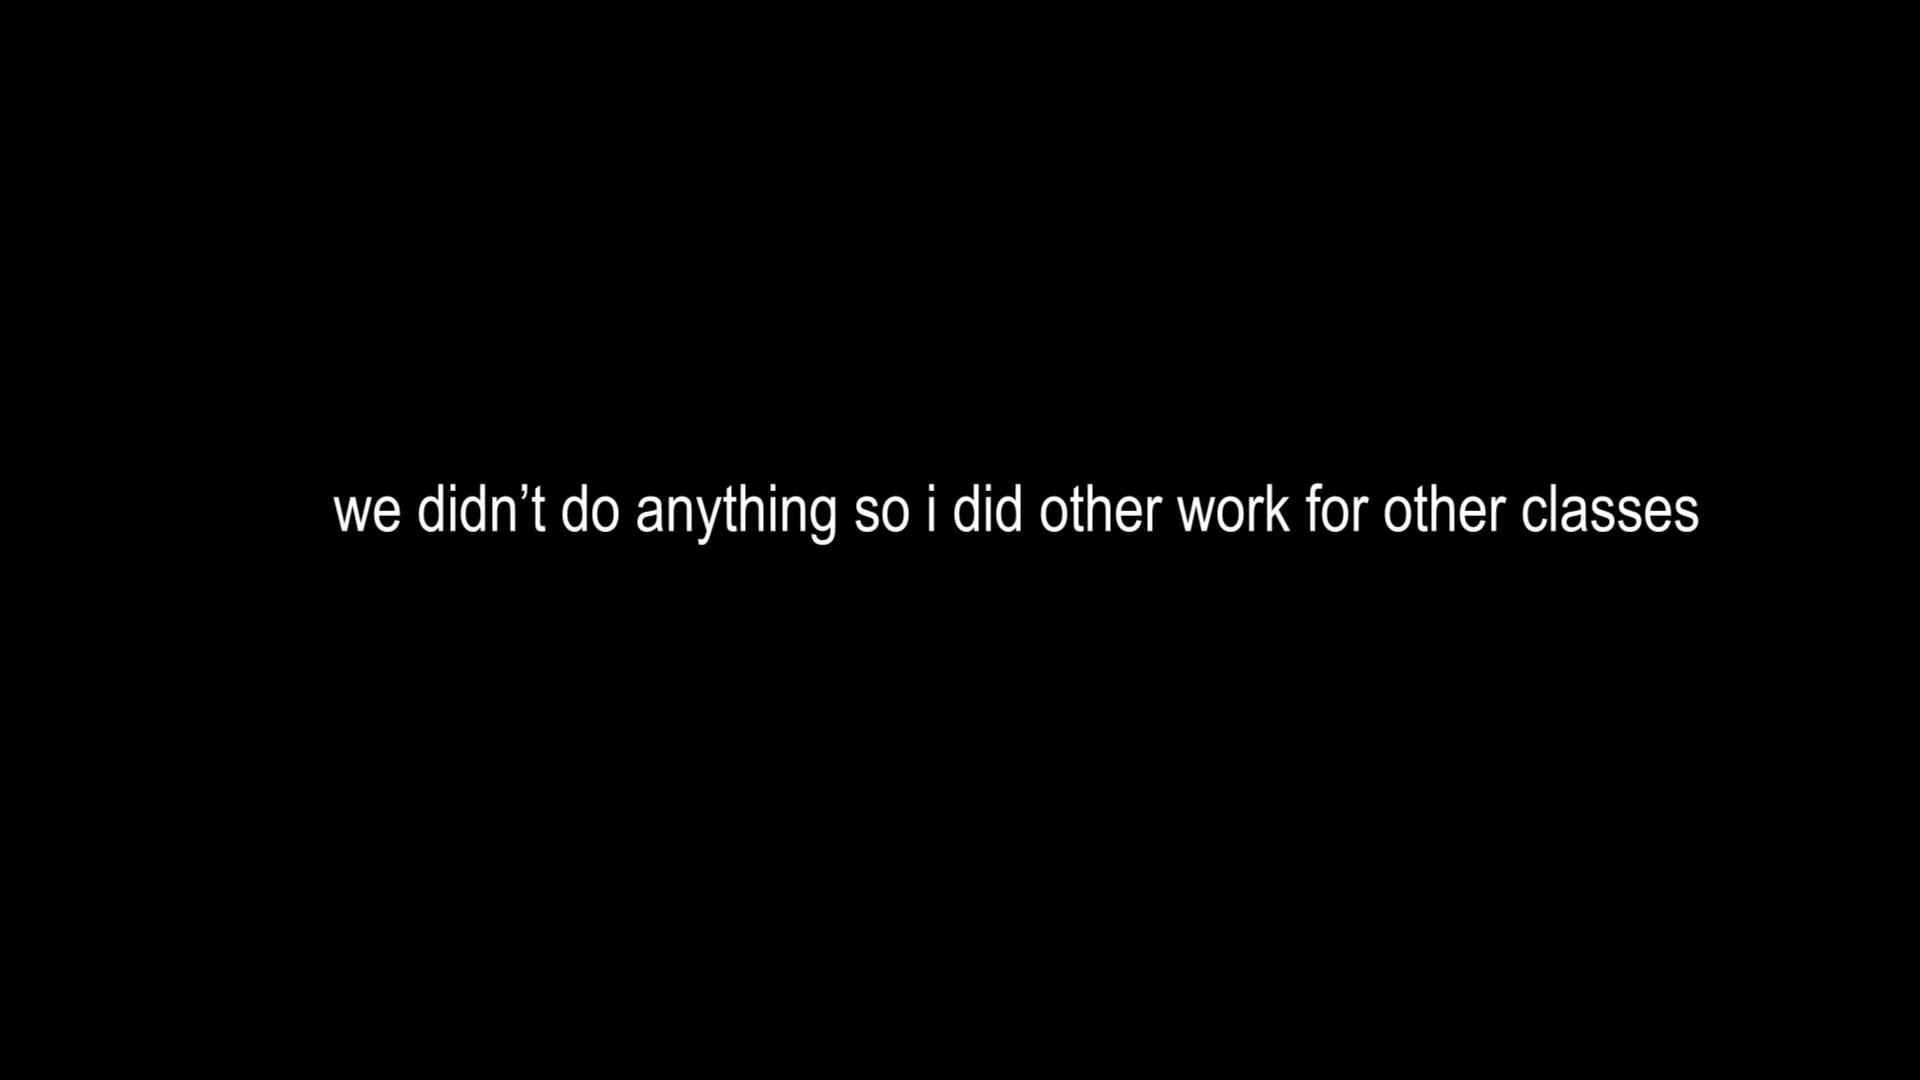 we didn’t do anything so i did other work for other classes